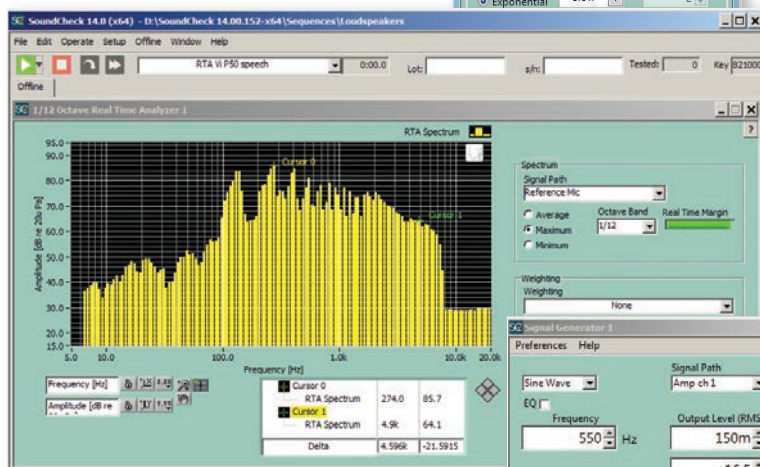 Exponential
SoundCheck 14.0 (x64) - D:\SoundCheck 14.00.152-x64\Sequences\Loudspeakers
File Edit Operate Setup Offline Window Help
RTA Vi P50 speech 0:00.0 Lot: s/n: Tested: 0 Key 821000
Offline
1/12 Octave Real Time Analyzer 1
RTA Spectrum
95.0
90.0
80.0
70.0
60.0
50.0
40.0
30.0
20.0
15.0
Amplitude [dB re 20u Pa]
Cursor 0
Cursor 1
5.0 10.0 100.0 1.0k 10.0k 20.0k
Frequency [Hz]
Spectrum
Signal Path
Reference Mic
Average
Maximum
Minimum
Octave Band
1/12
Real Time Margin
Weighting
Weighting
None
Frequency [Hz]
Amplitude [dB re
Cursor 0
RTA Spectrum 274.0 85.7
Cursor 1
RTA Spectrum 4.9k 64.1
Delta 4.596k -21.5915
Signal Generator 1
Preferences Help
Sine Wave
Signal Path
Amp ch 1
EQ
Frequency
550 Hz
Output Level (RMS
150m